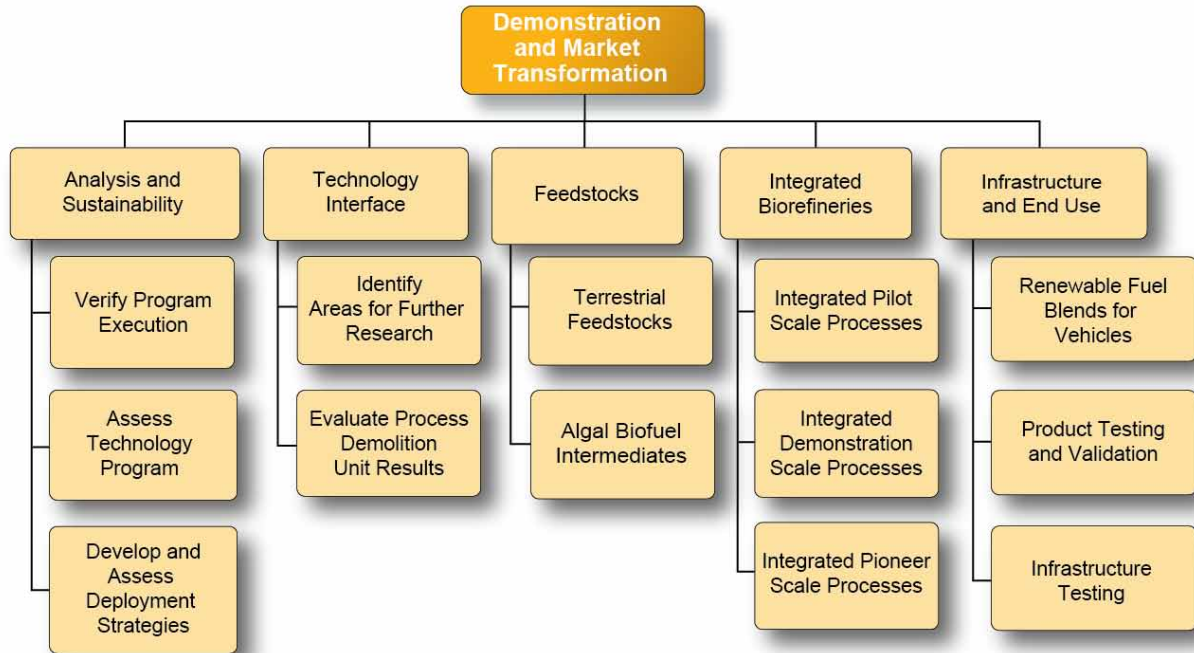 Demonstration
and Market
Transformation
Analysis and
Sustainability
Verify Program
Execution
Assess
Technology
Program
Develop and
Assess
Deployment
Strategies
Technology
Interface
Identify
Areas for Further
Research
Evaluate Process
Demolition
Unit Results
Feedstocks
Terrestrial
Feedstocks
Algal Biofuel
Intermediates
Integrated
Biorefineries
Integrated Pilot
Scale Processes
Integrated
Demonstration
Scale Processes
Integrated Pioneer
Scale Processes
Infrastructure
and End Use
Renewable Fuel
Blends for
Vehicles
Product Testing
and Validation
Infrastructure
Testing